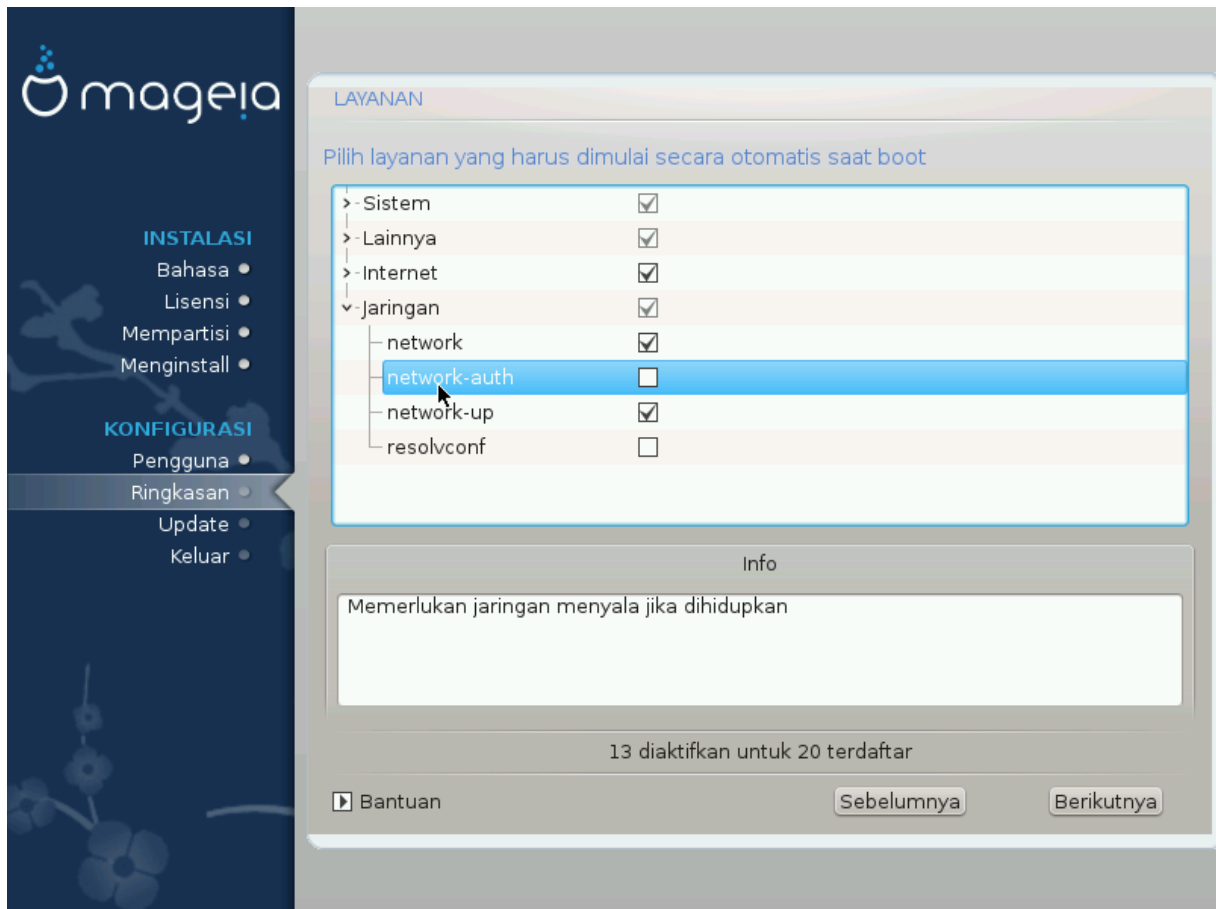 mageia
INSTALASI
Bahasa
Lisensi
Mempartisi
Menginstall
KONFIGURASI
Pengguna
Ringkasan
Update
Keluar
LAYANAN
Pilih layanan yang harus dimulai secara otomatis saat boot
Sistem
Lainnya
Internet
Jaringan
network
network-auth
network-up
resolvconf
Info
Memerlukan jaringan menyala jika dihidupkan
13 diaktifkan untuk 20 terdaftar
Bantuan
Sebelumnya
Berikutnya